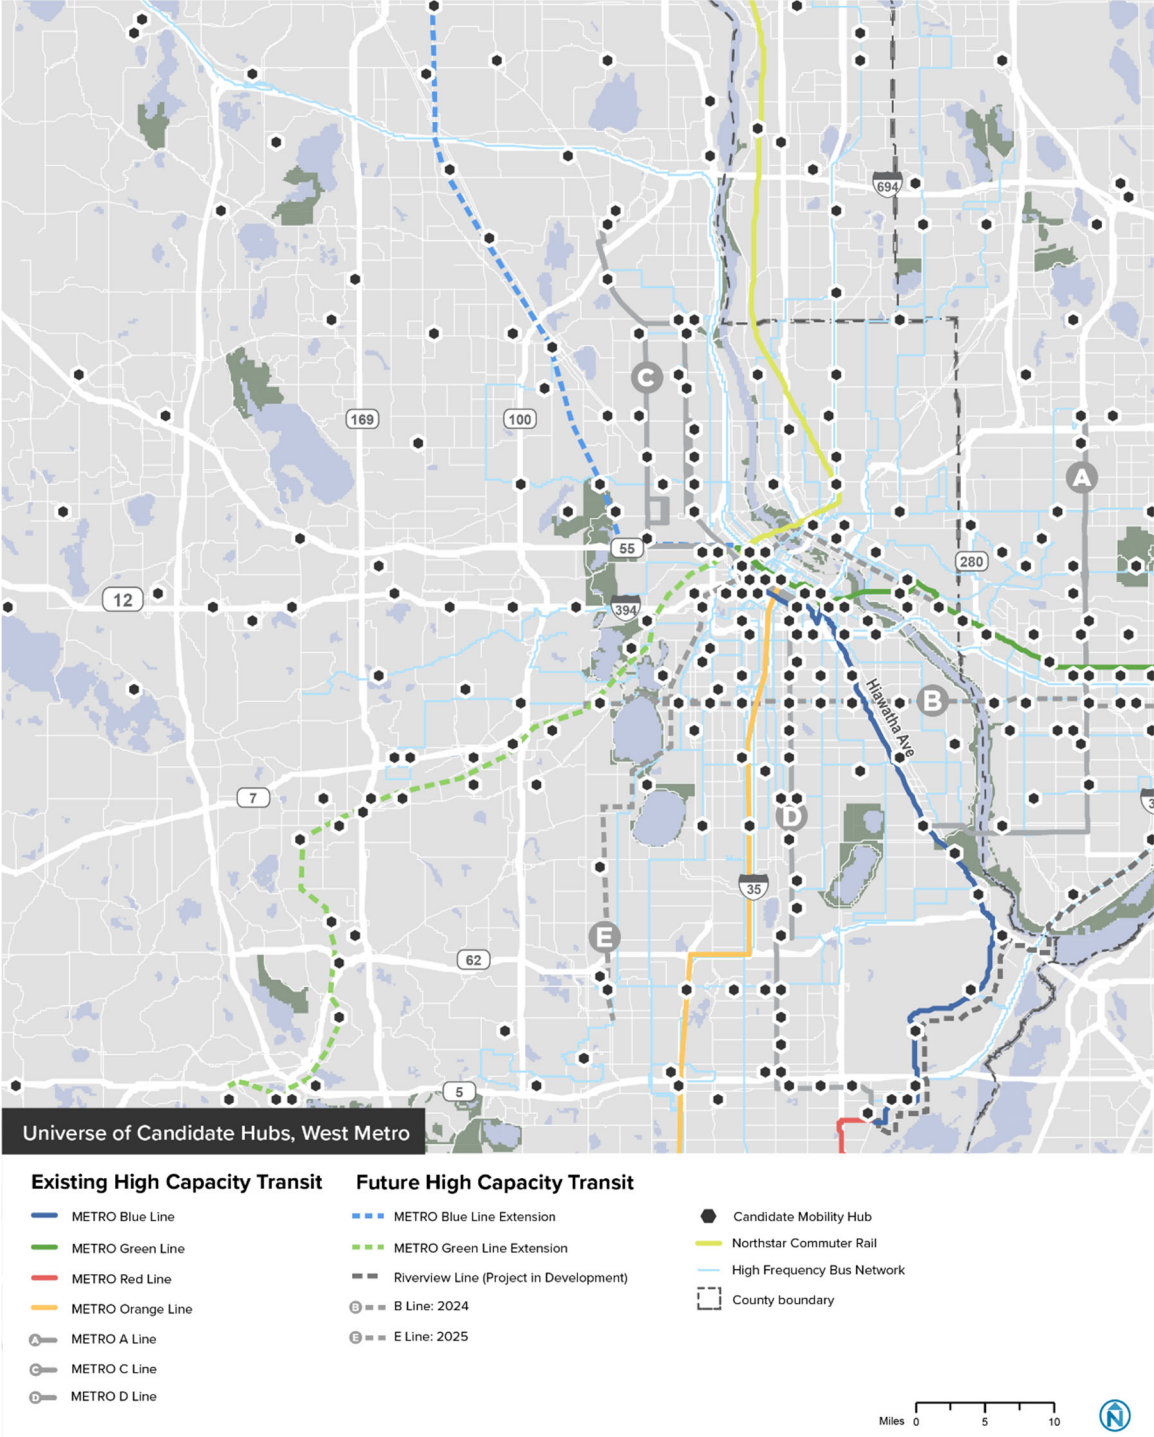 694
C
169
100
A
55
280
12
394
B
Hiawatha Ave
7
D
3
35
E
62
5
Universe of Candidate Hubs, West Metro
Existing High Capacity Transit
METRO Blue Line
METRO Green Line
METRO Red Line
METRO Orange Line
A METRO A Line
C METRO C Line
D METRO D Line
Future High Capacity Transit
METRO Blue Line Extension
METRO Green Line Extension
Riverview Line (Project in Development)
B B Line: 2024
E E Line: 2025
Candidate Mobility Hub
Northstar Commuter Rail
High Frequency Bus Network
County boundary
Miles 0 5 10
N